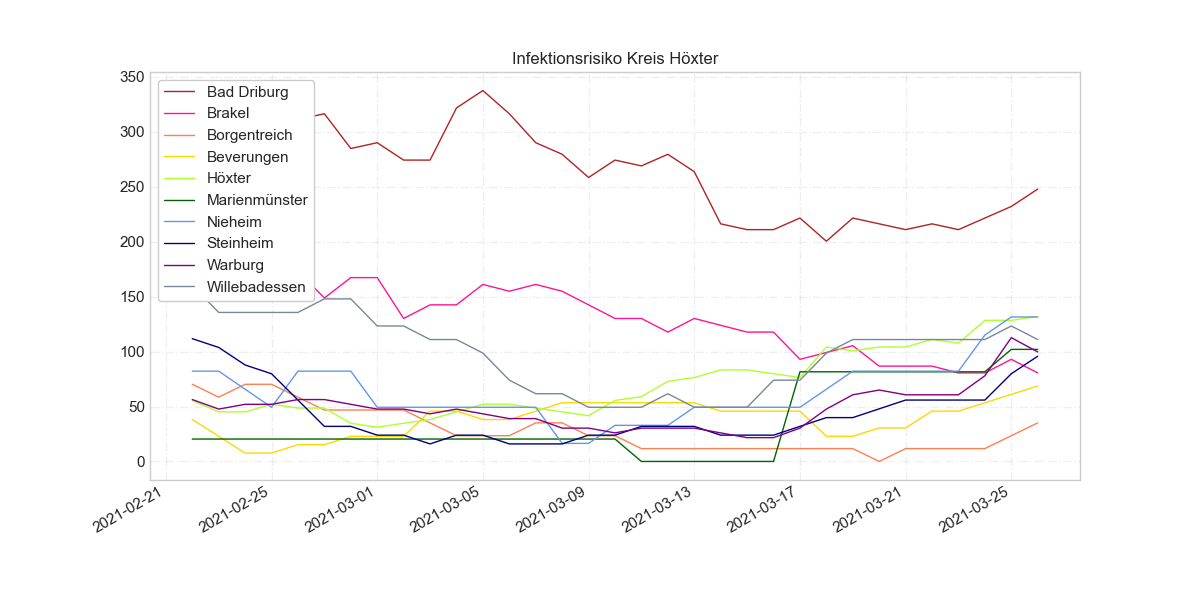 Infektionsrisiko Kreis Höxter
350
300
250
200
150
100
50
0
Bad Driburg
Brakel
Borgentreich
Beverungen
Höxter
Marienmünster
Nieheim
Steinheim
Warburg
Willebadessen
2021-02-21
2021-02-25
2021-03-01
2021-03-05
2021-03-09
2021-03-13
2021-03-17
2021-03-21
2021-03-25